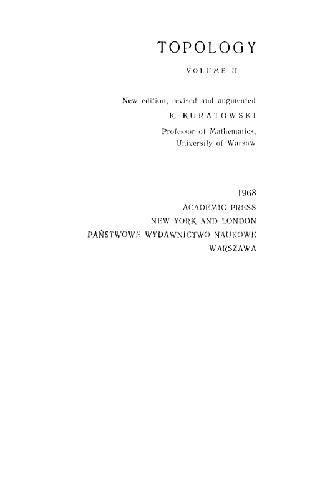 TOPOLOGY
VOLUME II
New edition, revised and augmented
K. KURATOWSKI
Professor of Mathematics,
University of Warsaw
1968
ACADEMIC PRESS
NEW YORK AND LONDON
PAŃSTWOWE WYDAWNICTWO NAUKOWE
WARSZAWA